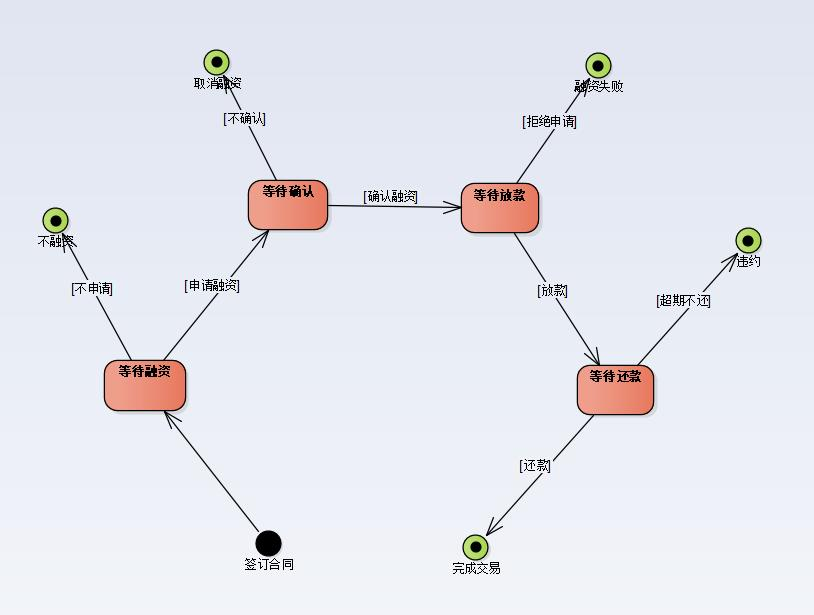 取消融资
融资失败
[不确认]
[拒绝申请]
等待确认
[确认融资]
等待放款
不融资
违约
[不申请]
[申请融资]
[放款]
[超期不还]
等待融资
等待还款
[还款]
签订合同
完成交易